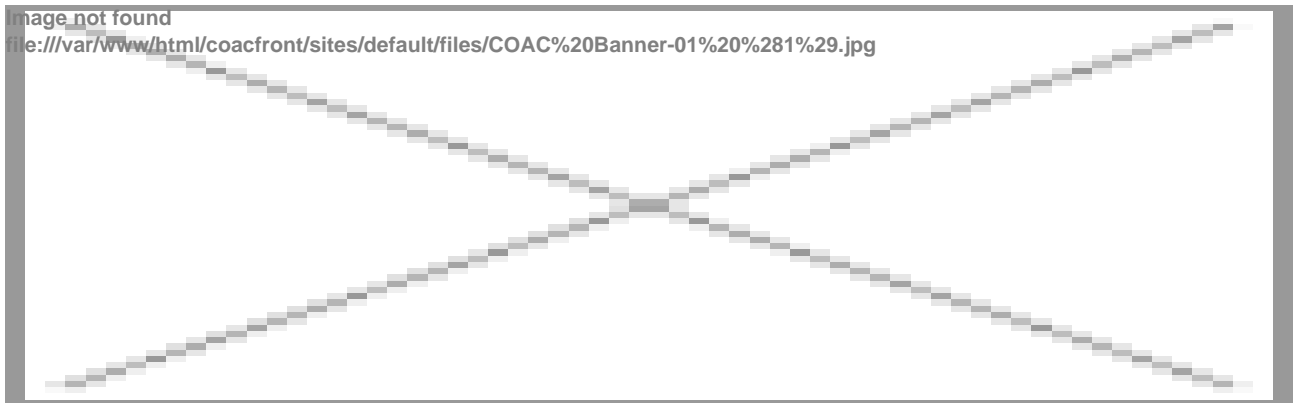 Image not found
file:///var/www/html/coacfront/sites/default/files/COAC%20Banner-01%20%281%29.jpg